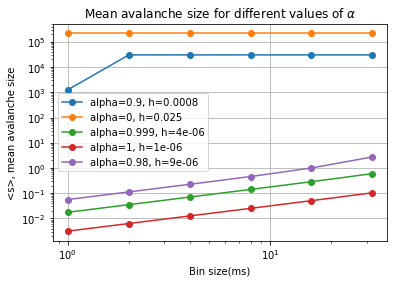 Mean avalanche size for different values of α
<s>, mean avalanche size
10⁵
10⁴
10³
10²
10¹
10⁰
10⁻¹
10⁻²
alpha=0.9, h=0.0008
alpha=0, h=0.025
alpha=0.999, h=4e-06
alpha=1, h=1e-06
alpha=0.98, h=9e-06
10⁰ 10¹
Bin size(ms)